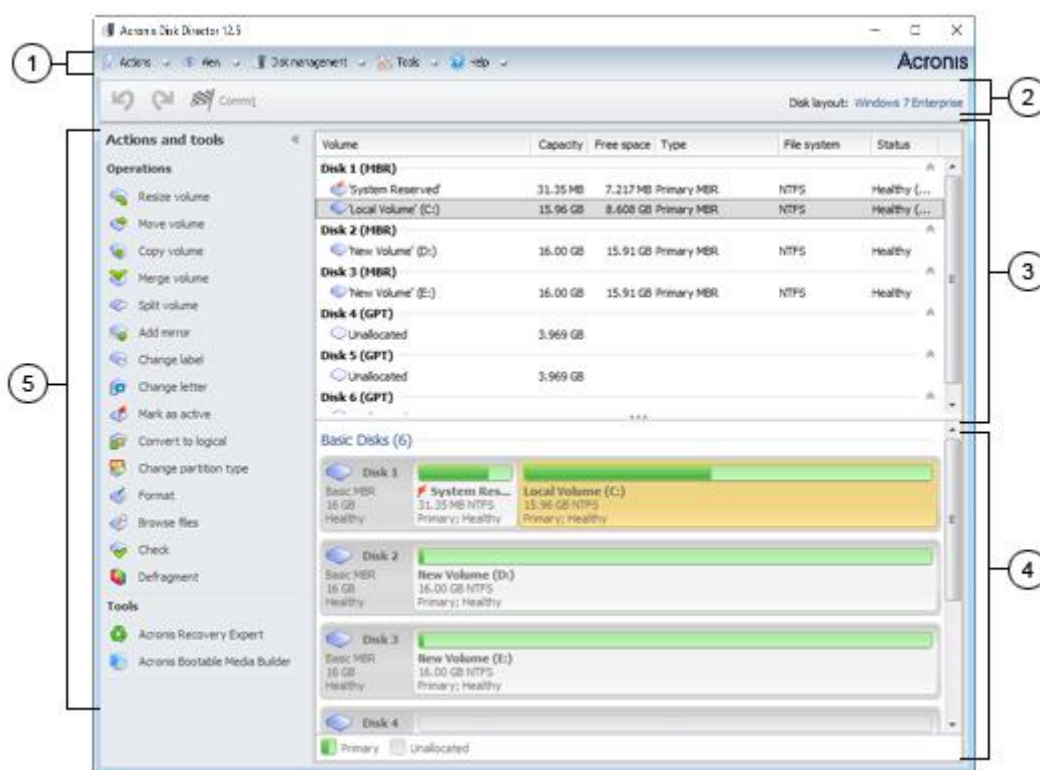 Acronis Disk Director 12.5
1
Actions View Disk management Tools Help
Acronis
Commit
Disk layout: Windows 7 Enterprise
2
Actions and tools
Operations
Resize volume
Move volume
Copy volume
Merge volume
Split volume
Add mirror
Change label
Change letter
Mark as active
Convert to logical
Change partition type
Format
Browse files
Check
Defragment
Tools
Acronis Recovery Expert
Acronis Bootable Media Builder
5
Volume Capacity Free space Type File system Status
Disk 1 (MBR)
'System Reserved' 31.35 MB 7.217 MB Primary MBR NTFS Healthy (...
'Local Volume' (C:) 15.96 GB 8.608 GB Primary MBR NTFS Healthy (...
Disk 2 (MBR)
'New Volume' (D:) 16.00 GB 15.91 GB Primary MBR NTFS Healthy
Disk 3 (MBR)
'New Volume' (E:) 16.00 GB 15.91 GB Primary MBR NTFS Healthy
Disk 4 (GPT)
Unallocated 3.969 GB
Disk 5 (GPT)
Unallocated 3.969 GB
Disk 6 (GPT)
3
Basic Disks (6)
Disk 1
Basic MBR
16 GB
Healthy
System Res...
31.35 MB NTFS
Primary; Healthy
Local Volume (C:)
15.96 GB NTFS
Primary; Healthy
Disk 2
Basic MBR
16 GB
Healthy
New Volume (D:)
16.00 GB NTFS
Primary; Healthy
Disk 3
Basic MBR
16 GB
Healthy
New Volume (E:)
16.00 GB NTFS
Primary; Healthy
Disk 4
Primary Unallocated
4